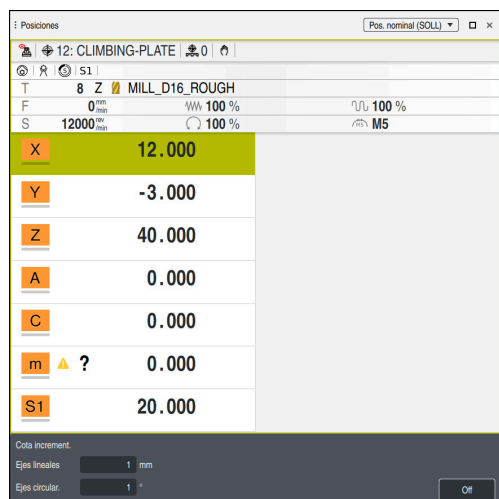 Posiciones Pos. nominal (SOLL)
12: CLIMBING-PLATE 0
S1
T 8 Z MILL_D16_ROUGH
F 0 mm/min 100 % 100 %
S 12000 rev/min 100 % M5
X 12.000
Y -3.000
Z 40.000
A 0.000
C 0.000
m ? 0.000
S1 20.000
Cota increment.
Ejes lineales 1 mm
Ejes circular. 1 °
Off